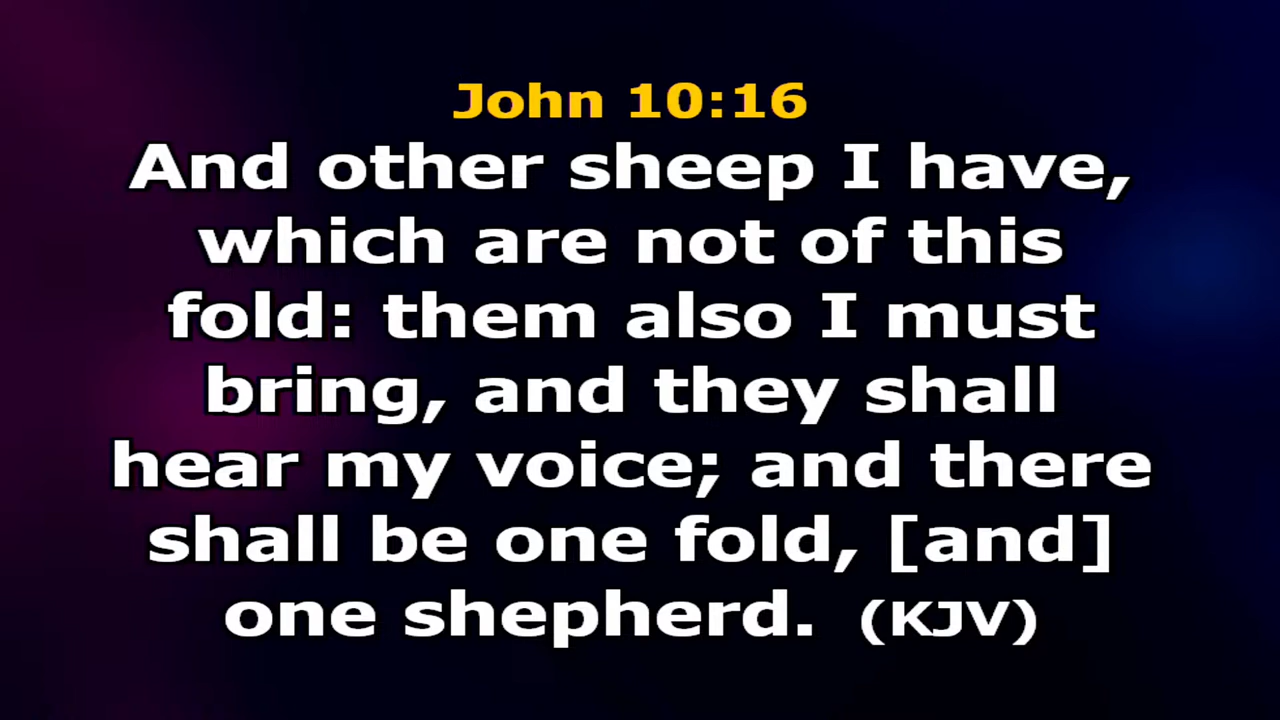 John 10:16
And other sheep I have,
which are not of this
fold: them also I must
bring, and they shall
hear my voice; and there
shall be one fold, [and]
one shepherd. (KJV)